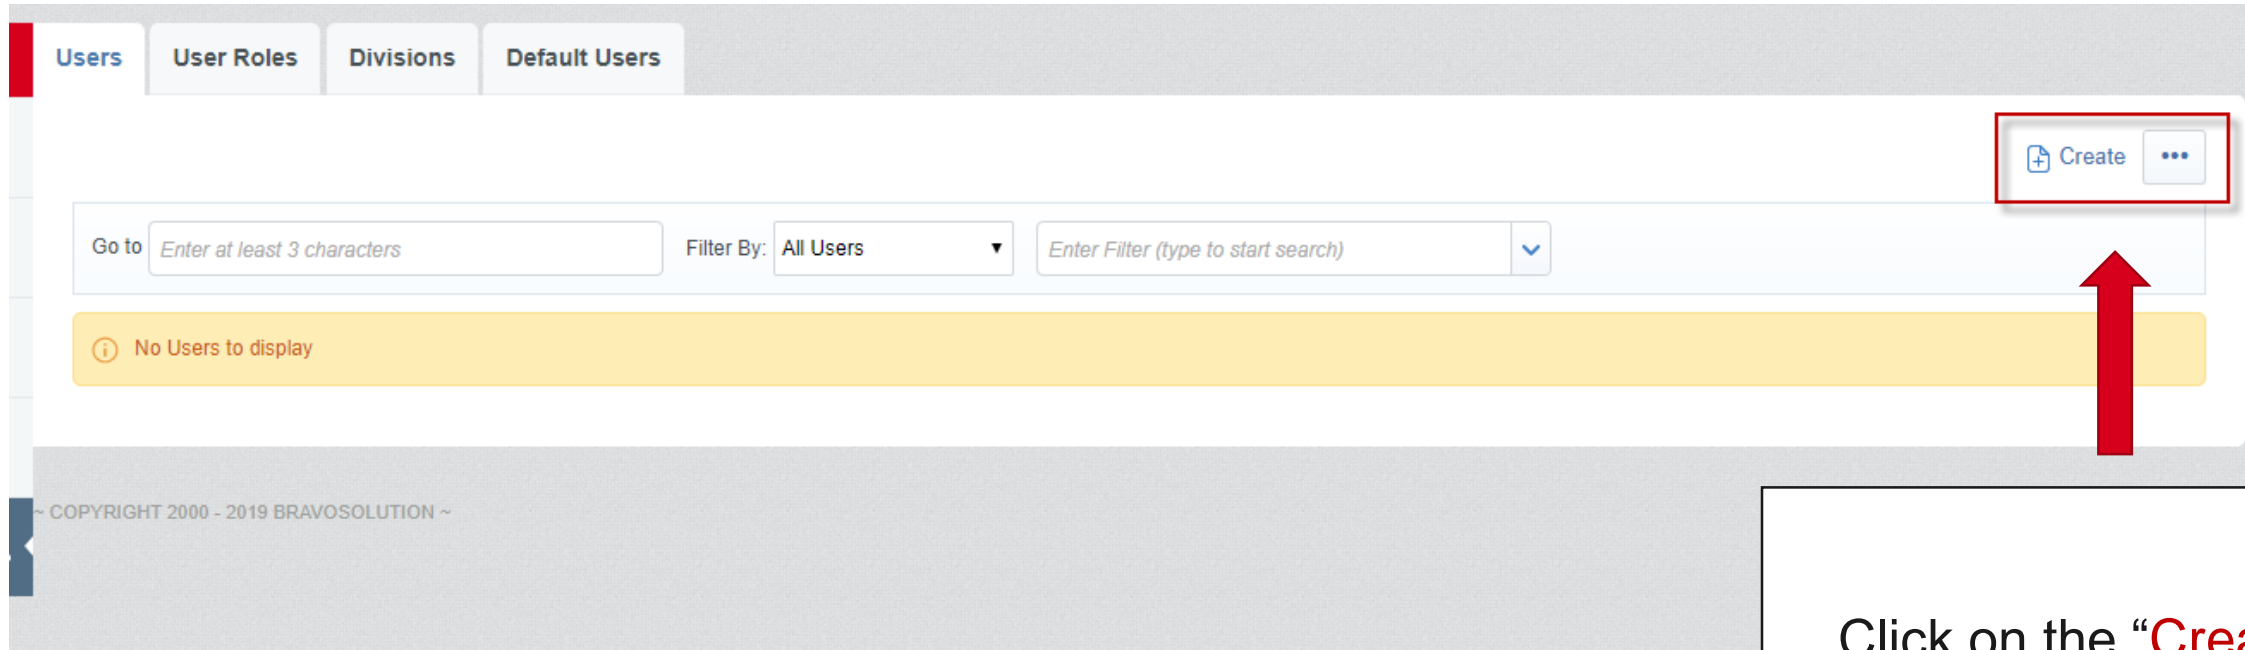 Users User Roles Divisions Default Users
Create
Go to Enter at least 3 characters Filter By: All Users Enter Filter (type to start search)
No Users to display
~ COPYRIGHT 2000 - 2019 BRAVOSOLUTION ~
Click on the “